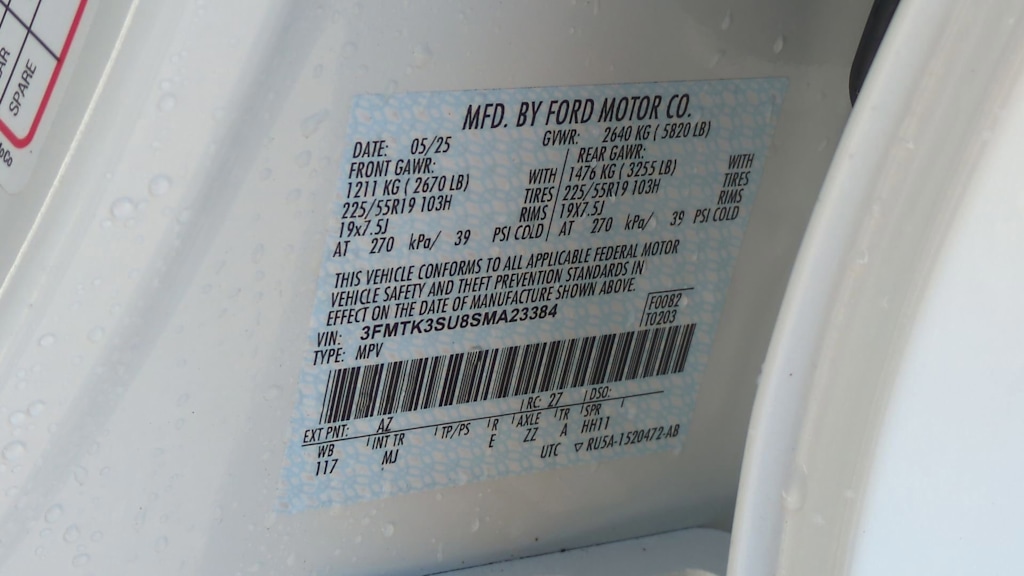 AR
SPARE
MFD. BY FORD MOTOR CO.
DATE: 05/25 GVWR: 2640 KG ( 5820 LB)
FRONT GAWR: REAR GAWR:
1211 KG ( 2670 LB) WITH 1476 KG ( 3255 LB) WITH
225/55R19 103H TIRES 225/55R19 103H TIRES
19x7.5J RIMS 19x7.5J RIMS
AT 270 kPa/ 39 PSI COLD AT 270 kPa/ 39 PSI COLD
THIS VEHICLE CONFORMS TO ALL APPLICABLE FEDERAL MOTOR
VEHICLE SAFETY AND THEFT PREVENTION STANDARDS IN
EFFECT ON THE DATE OF MANUFACTURE SHOWN ABOVE.
VIN: 3FMTK3SU8SMA23384 F0082
TYPE: MPV T0203
EXT PNT: AZ RC: 27 DSO:
WB INT TR TP/PS R AXLE TR SPR
117 MJ E ZZ A HH11
UTC ▽ RU5A-1520472-AB